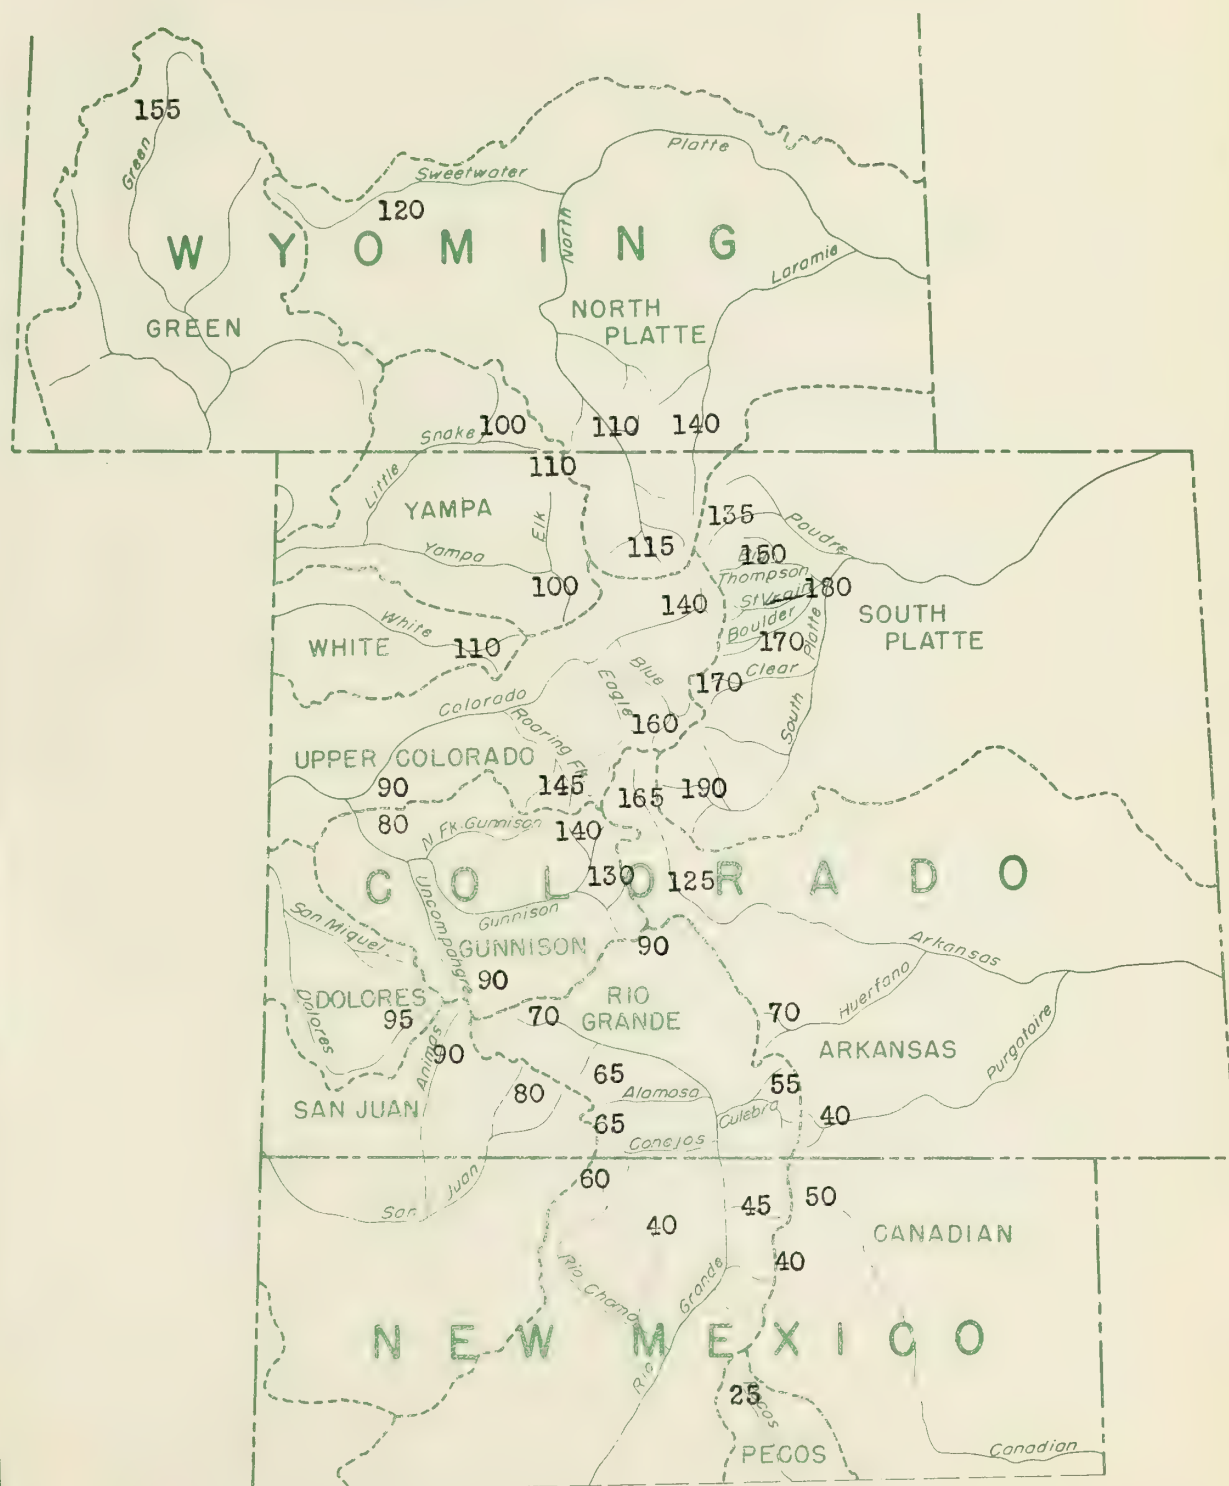 155
Green
Platte
Sweetwater
120
North
WYOMING
Laramie
NORTH
PLATTE
GREEN
100
110
140
Snake
110
Little
YAMPA
Elk
135
Poudre
Yampa
115
150
Thompson
100
140
St Vrain
180
Boulder
SOUTH
PLATTE
White
WHITE
110
170
Platte
Clear
Blue
Eagle
170
Colorado
160
South
Roaring Fk
UPPER COLORADO
90
145
165
190
80
N Fk Gunnison
140
COLORADO
130
125
Uncompahgre
Gunnison
San Miguel
GUNNISON
90
Arkansas
90
RIO
GRANDE
Huerfano
DOLORES
Dolores
95
70
70
Animas
90
ARKANSAS
Purgatoire
65
80
Alamosa
55
SAN JUAN
Culebra
40
65
Conejos
60
San Juan
45
50
40
CANADIAN
40
Rio Chama
Rio Grande
NEW MEXICO
25
Pecos
PECOS
Canadian